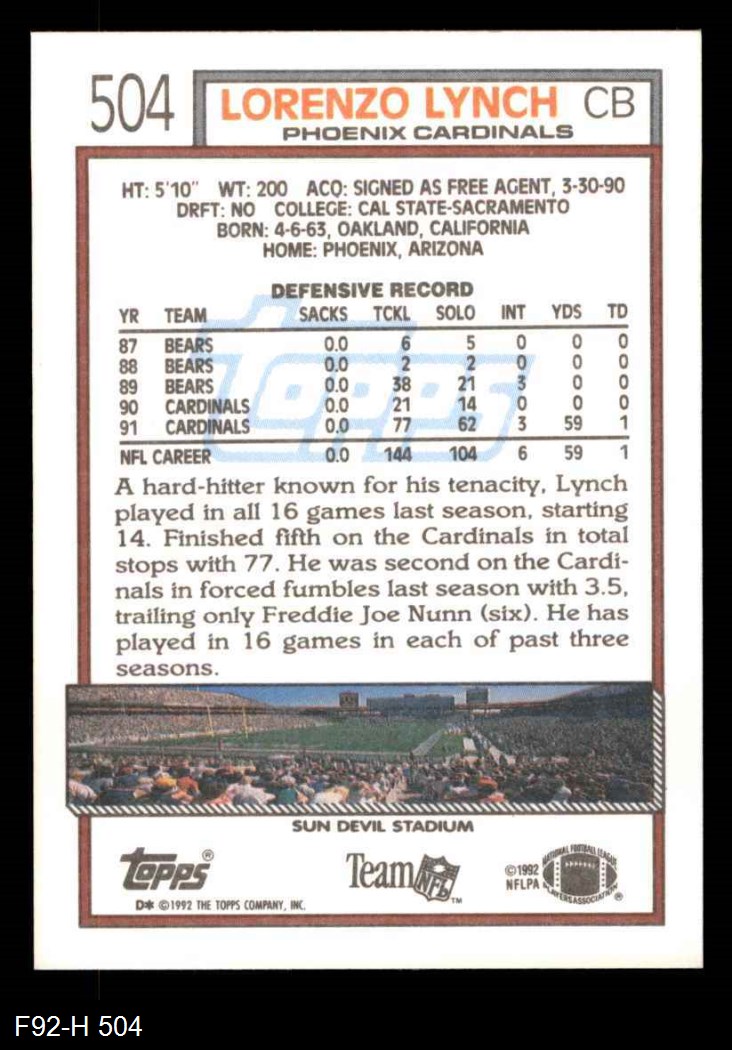 504 LORENZO LYNCH CB
PHOENIX CARDINALS
HT: 5'10" WT: 200 ACQ: SIGNED AS FREE AGENT, 3-30-90
DRFT: NO COLLEGE: CAL STATE-SACRAMENTO
BORN: 4-6-63, OAKLAND, CALIFORNIA
HOME: PHOENIX, ARIZONA
topps
DEFENSIVE RECORD
YR TEAM SACKS TCKL SOLO INT YDS TD
87 BEARS 0.0 6 5 0 0 0
88 BEARS 0.0 2 2 0 0 0
89 BEARS 0.0 38 21 3 0 0
90 CARDINALS 0.0 21 14 0 0 0
91 CARDINALS 0.0 77 62 3 59 1
NFL CAREER 0.0 144 104 6 59 1
A hard-hitter known for his tenacity, Lynch
played in all 16 games last season, starting
14. Finished fifth on the Cardinals in total
stops with 77. He was second on the Cardi-
nals in forced fumbles last season with 3.5,
trailing only Freddie Joe Nunn (six). He has
played in 16 games in each of past three
seasons.
SUN DEVIL STADIUM
topps®
D* ©1992 THE TOPPS COMPANY, INC.
Team NFL™
©1992
NFLPA
NATIONAL FOOTBALL LEAGUE
PLAYERS ASSOCIATION ®
F92-H 504